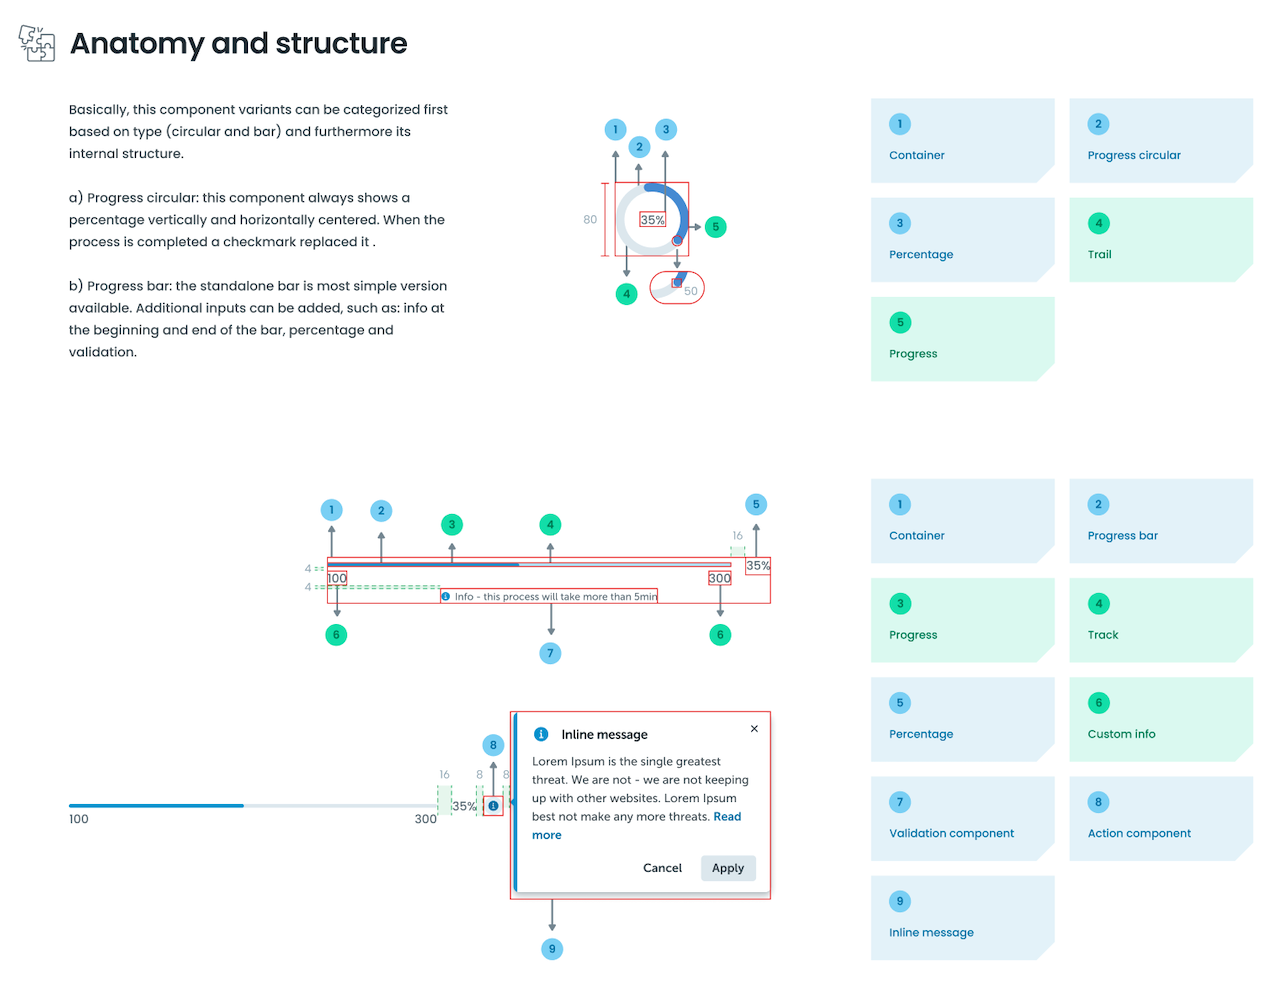 Anatomy and structure
Basically, this component variants can be categorized first
based on type (circular and bar) and furthermore its
internal structure.
a) Progress circular: this component always shows a
percentage vertically and horizontally centered. When the
process is completed a checkmark replaced it .
b) Progress bar: the standalone bar is most simple version
available. Additional inputs can be added, such as: info at
the beginning and end of the bar, percentage and
validation.
1
2
3
80
35%
5
4
50
1
Container
2
Progress circular
3
Percentage
4
Trail
5
Progress
1
2
3
4
5
16
4
100
300
35%
4
Info - this process will take more than 5min
6
7
6
8
16
8
8
35%
100
300
Inline message
Lorem Ipsum is the single greatest
threat. We are not - we are not keeping
up with other websites. Lorem Ipsum
best not make any more threats. Read
more
Cancel
Apply
9
1
Container
2
Progress bar
3
Progress
4
Track
5
Percentage
6
Custom info
7
Validation component
8
Action component
9
Inline message